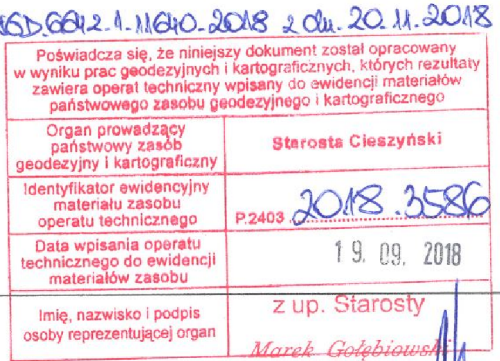 GD.6642.1.11640.2018 z dn. 20.11.2018
Poświadcza się, że niniejszy dokument został opracowany
w wyniku prac geodezyjnych i kartograficznych, których rezultaty
zawiera operat techniczny wpisany do ewidencji materiałów
państwowego zasobu geodezyjnego i kartograficznego
Organ prowadzący
państwowy zasób
geodezyjny i kartograficzny
Starosta Cieszyński
Identyfikator ewidencyjny
materiału zasobu
operatu technicznego
P.2403.2018.3586
Data wpisania operatu
technicznego do ewidencji
materiałów zasobu
19. 09. 2018
Imię, nazwisko i podpis
osoby reprezentującej organ
z up. Starosty
Marek Gołębiowski